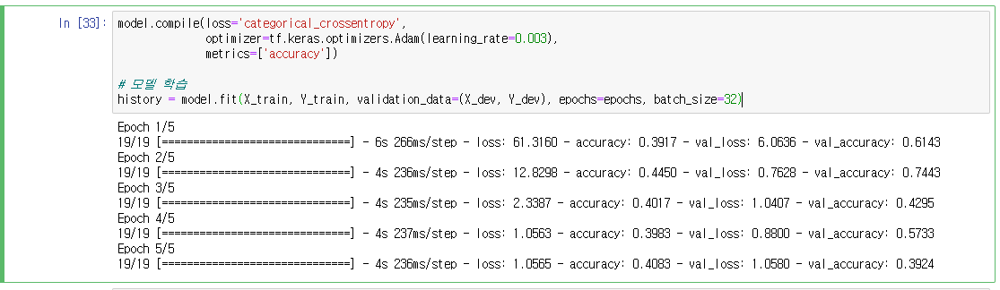 In [33]: model.compile(loss='categorical_crossentropy',
optimizer=tf.keras.optimizers.Adam(learning_rate=0.003),
metrics=['accuracy'])
# 모델 학습
history = model.fit(X_train, Y_train, validation_data=(X_dev, Y_dev), epochs=epochs, batch_size=32)
Epoch 1/5
19/19 [==============================] - 6s 266ms/step - loss: 61.3160 - accuracy: 0.3917 - val_loss: 6.0636 - val_accuracy: 0.6143
Epoch 2/5
19/19 [==============================] - 4s 236ms/step - loss: 12.8298 - accuracy: 0.4450 - val_loss: 0.7628 - val_accuracy: 0.7443
Epoch 3/5
19/19 [==============================] - 4s 235ms/step - loss: 2.3387 - accuracy: 0.4017 - val_loss: 1.0407 - val_accuracy: 0.4295
Epoch 4/5
19/19 [==============================] - 4s 237ms/step - loss: 1.0563 - accuracy: 0.3983 - val_loss: 0.8800 - val_accuracy: 0.5733
Epoch 5/5
19/19 [==============================] - 4s 236ms/step - loss: 1.0565 - accuracy: 0.4083 - val_loss: 1.0580 - val_accuracy: 0.3924